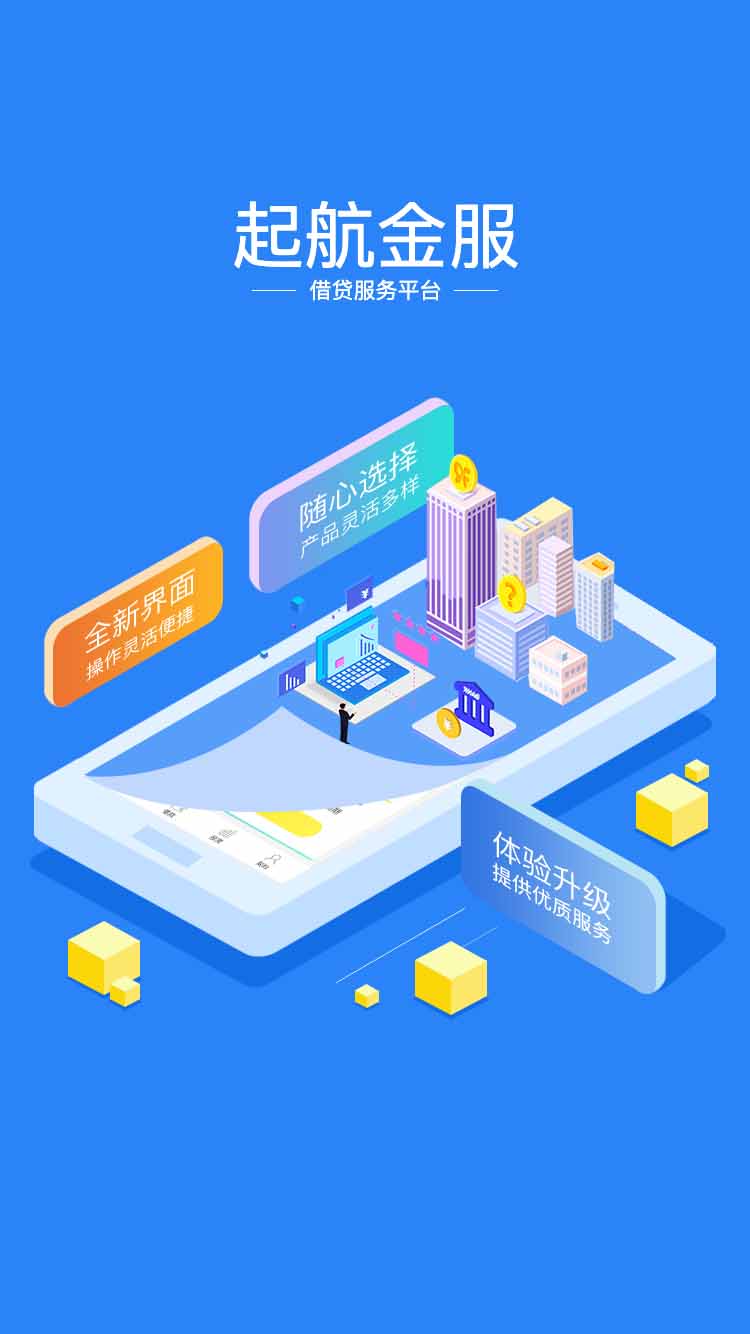 起航金服
借贷服务平台
随心选择
产品灵活多样
全新界面
操作灵活便捷
¥
?
¥
体验升级
提供优质服务